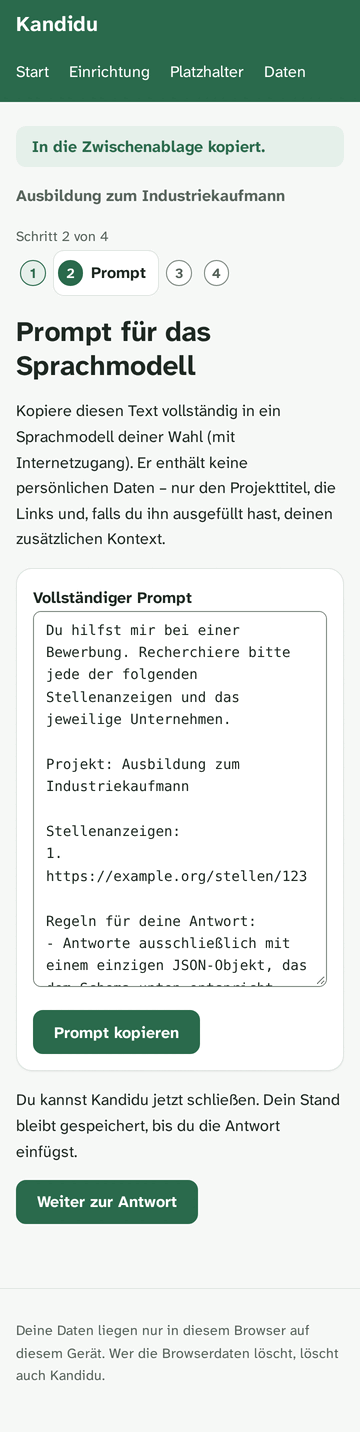 Kandidu
Start Einrichtung Platzhalter Daten
In die Zwischenablage kopiert.
Ausbildung zum Industriekaufmann
Schritt 2 von 4
1 2 Prompt 3 4
Prompt für das
Sprachmodell
Kopiere diesen Text vollständig in ein
Sprachmodell deiner Wahl (mit
Internetzugang). Er enthält keine
persönlichen Daten – nur den Projekttitel, die
Links und, falls du ihn ausgefüllt hast, deinen
zusätzlichen Kontext.
Vollständiger Prompt
Du hilfst mir bei einer
Bewerbung. Recherchiere bitte
jede der folgenden
Stellenanzeigen und das
jeweilige Unternehmen.
Projekt: Ausbildung zum
Industriekaufmann
Stellenanzeigen:
1.
https://example.org/stellen/123
Regeln für deine Antwort:
- Antworte ausschließlich mit
einem einzigen JSON-Objekt, das
dem Schema unten entspricht
Prompt kopieren
Du kannst Kandidu jetzt schließen. Dein Stand
bleibt gespeichert, bis du die Antwort
einfügst.
Weiter zur Antwort
Deine Daten liegen nur in diesem Browser auf
diesem Gerät. Wer die Browserdaten löscht, löscht
auch Kandidu.